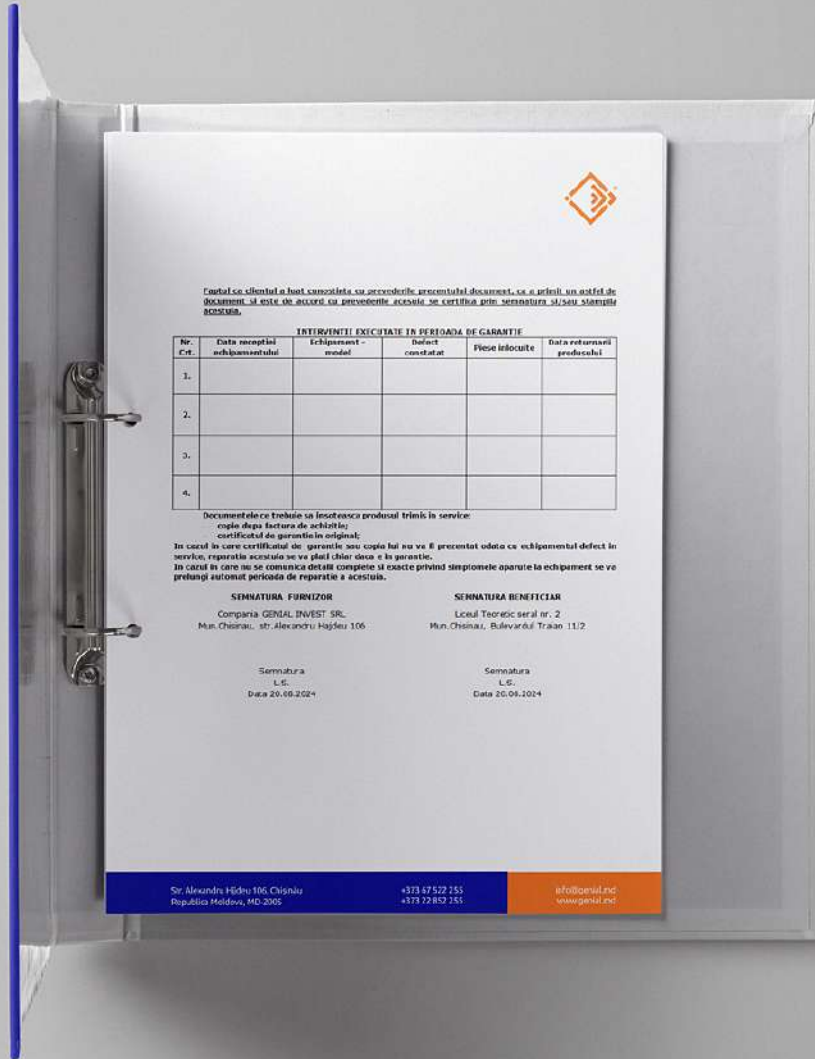 Faptul ca clientul a luat cunostinta cu prevederile prezentului document, ca a primit un astfel de
document si este de accord cu prevederile acesuia se certifica prin semnatura si/sau stampila
acestuia.
INTERVENTII EXECUTATE IN PERIOADA DE GARANTIE
Nr. Crt. Data receptiei echipamentului Echipament – model Defect constatat Piese inlocuite Data returnarii produsului
1.
2.
3.
4.
Documentele ce trebuie sa insoteasca produsul trimis in service:
copie dupa factura de achizitie;
certificatul de garantie in original;
In cazul in care certificatul de garantie sau copia lui nu va fi prezentat odata cu echipamentul defect in
service, reparatia acestuia se va plati chiar daca e in garantie.
In cazul in care nu se comunica detalii complete si exacte privind simptomele aparute la echipament se va
prelungi automat perioada de reparatie a acestuia.
SEMNATURA FURNIZOR SEMNATURA BENEFICIAR
Compania GENIAL INVEST SRL Liceul Teoretic seral nr. 2
Mun.Chisinau, str.Alexandru Hajdeu 106 Mun.Chisinau, Bulevardul Traian 11/2
Semnatura Semnatura
L.S. L.S.
Data 20.08.2024 Data 20.08.2024
Str. Alexandru Hîjdeu 106, Chișinău +373 67 522 255 info@genial.md
Republica Moldova, MD-2005 +373 22 852 255 www.genial.md